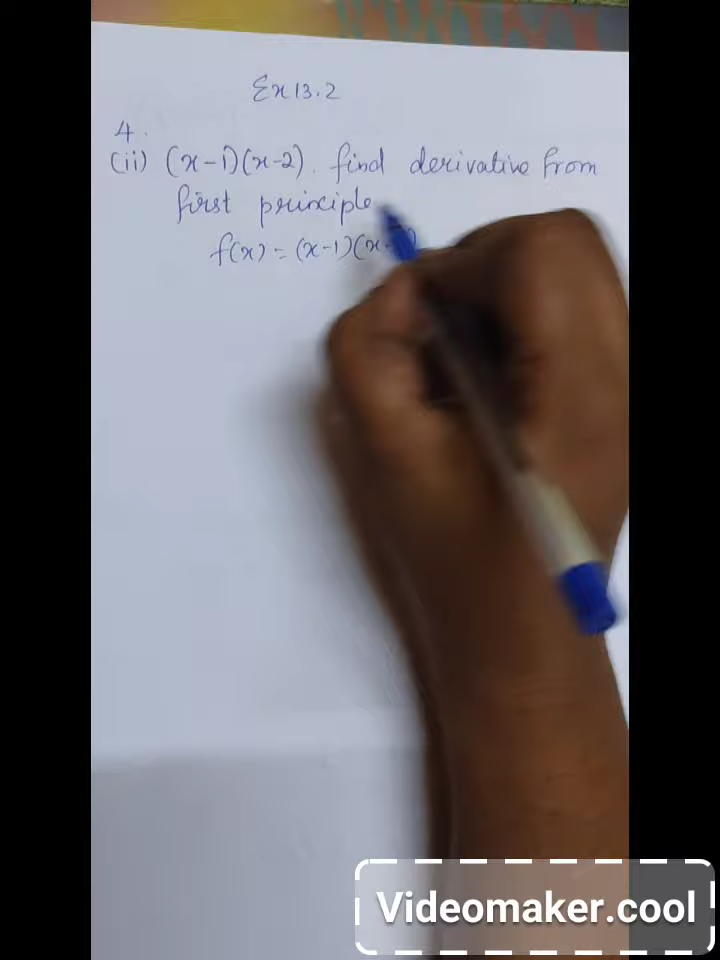 Ex 13.2
4.
(ii) (x-1)(x-2). find derivative from
first principle
f(x) = (x-1)(x-
Videomaker.cool